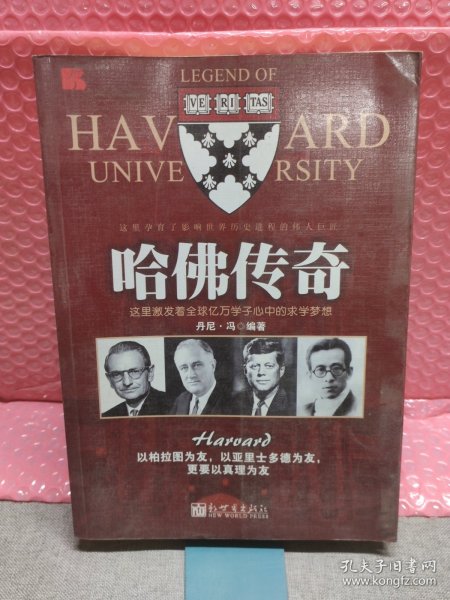 LEGEND OF
VE RI TAS
HAV ARD
UNIVE RSITY
这里孕育了影响世界历史进程的伟人巨匠
哈佛传奇
这里激发着全球亿万学子心中的求学梦想
丹尼·冯◎编著
Harvard
以柏拉图为友，以亚里士多德为友，
更要以真理为友
新世界出版社
NEW WORLD PRESS
孔夫子旧书网
www.kongfz.com